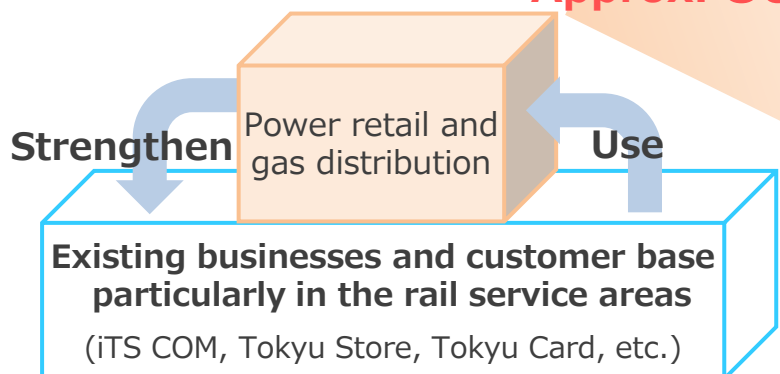 Approx.
Strengthen
Power retail and
gas distribution
Use
Existing businesses and customer base
particularly in the rail service areas
(iTS COM, Tokyu Store, Tokyu Card, etc.)